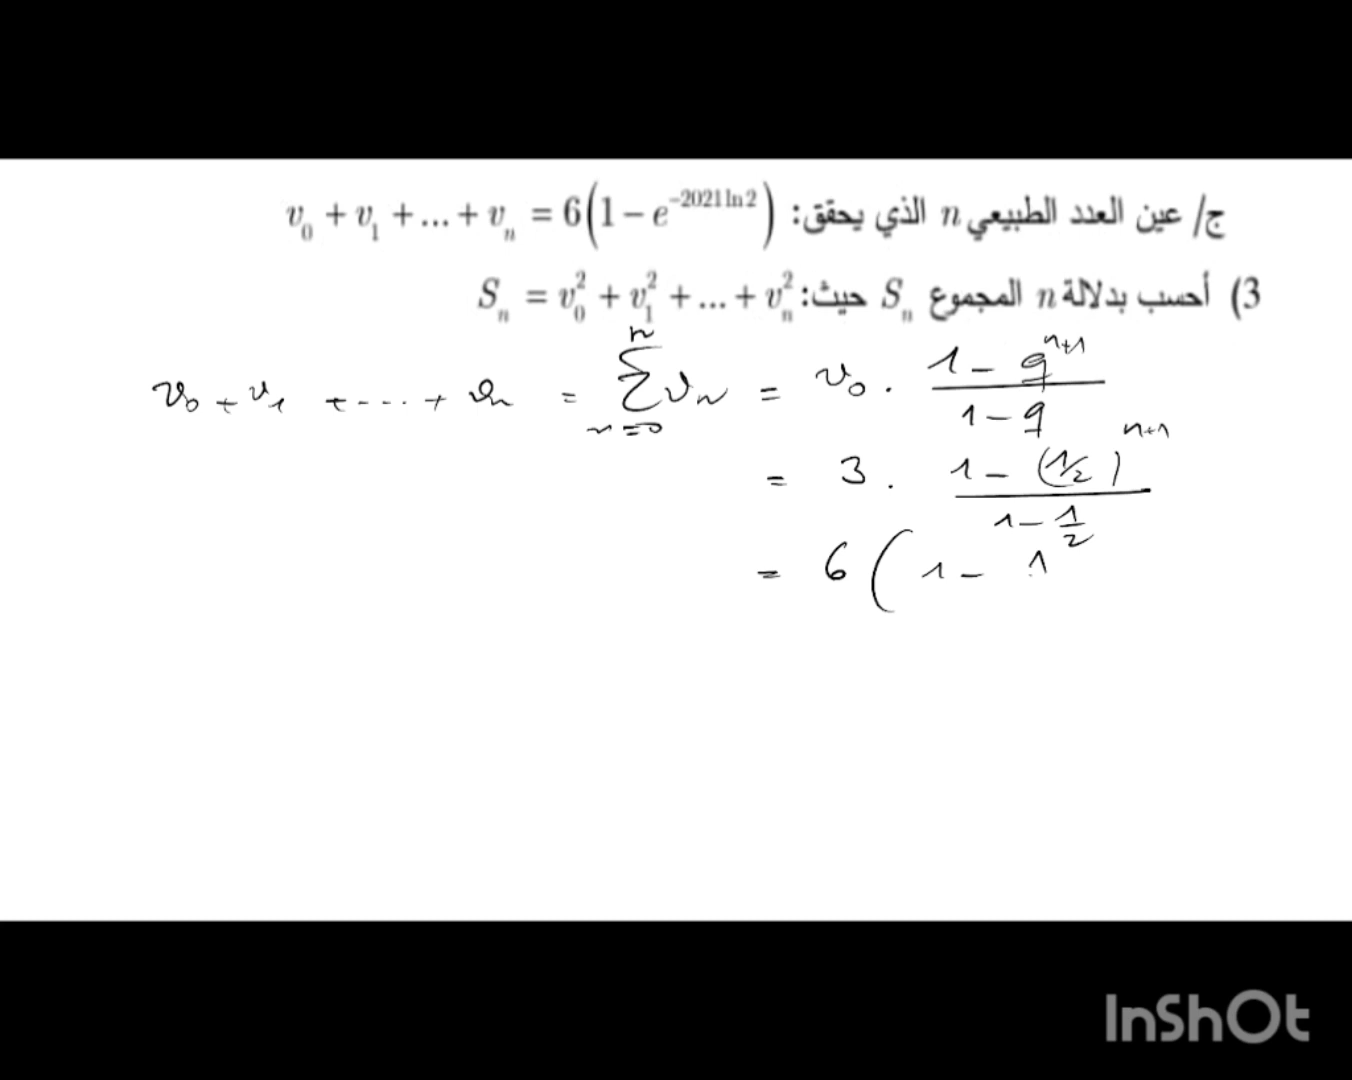 ج/ عين العدد الطبيعي n الذي يحقق: v₀ + v₁ + ... + vₙ = 6(1 − e^(−2021 ln 2))
3) أحسب بدلالة n المجموع Sₙ حيث: Sₙ = v₀² + v₁² + ... + vₙ²
v₀ + v₁ + .... + vₙ = Σ_{n=0}^{n} vₙ = v₀ . (1 − q^(n+1))/(1 − q)
= 3 . (1 − (1/2)^(n+1))/(1 − 1/2)
= 6 ( 1 − 1
InShOt